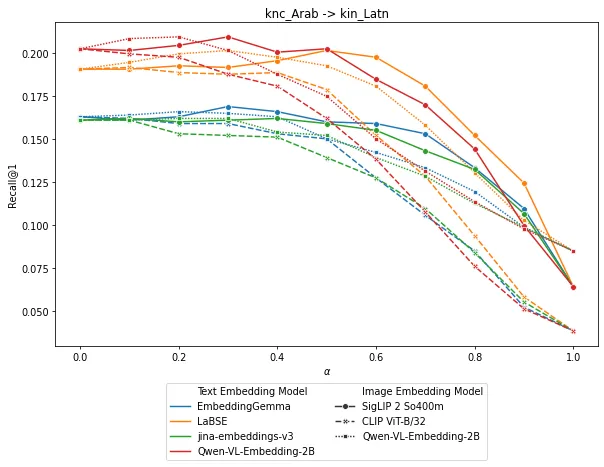 knc_Arab -> kin_Latn
Recall@1
0.200
0.175
0.150
0.125
0.100
0.075
0.050
0.0
0.2
0.4
0.6
0.8
1.0
α
Text Embedding Model
EmbeddingGemma
LaBSE
jina-embeddings-v3
Qwen-VL-Embedding-2B
Image Embedding Model
SigLIP 2 So400m
CLIP ViT-B/32
Qwen-VL-Embedding-2B